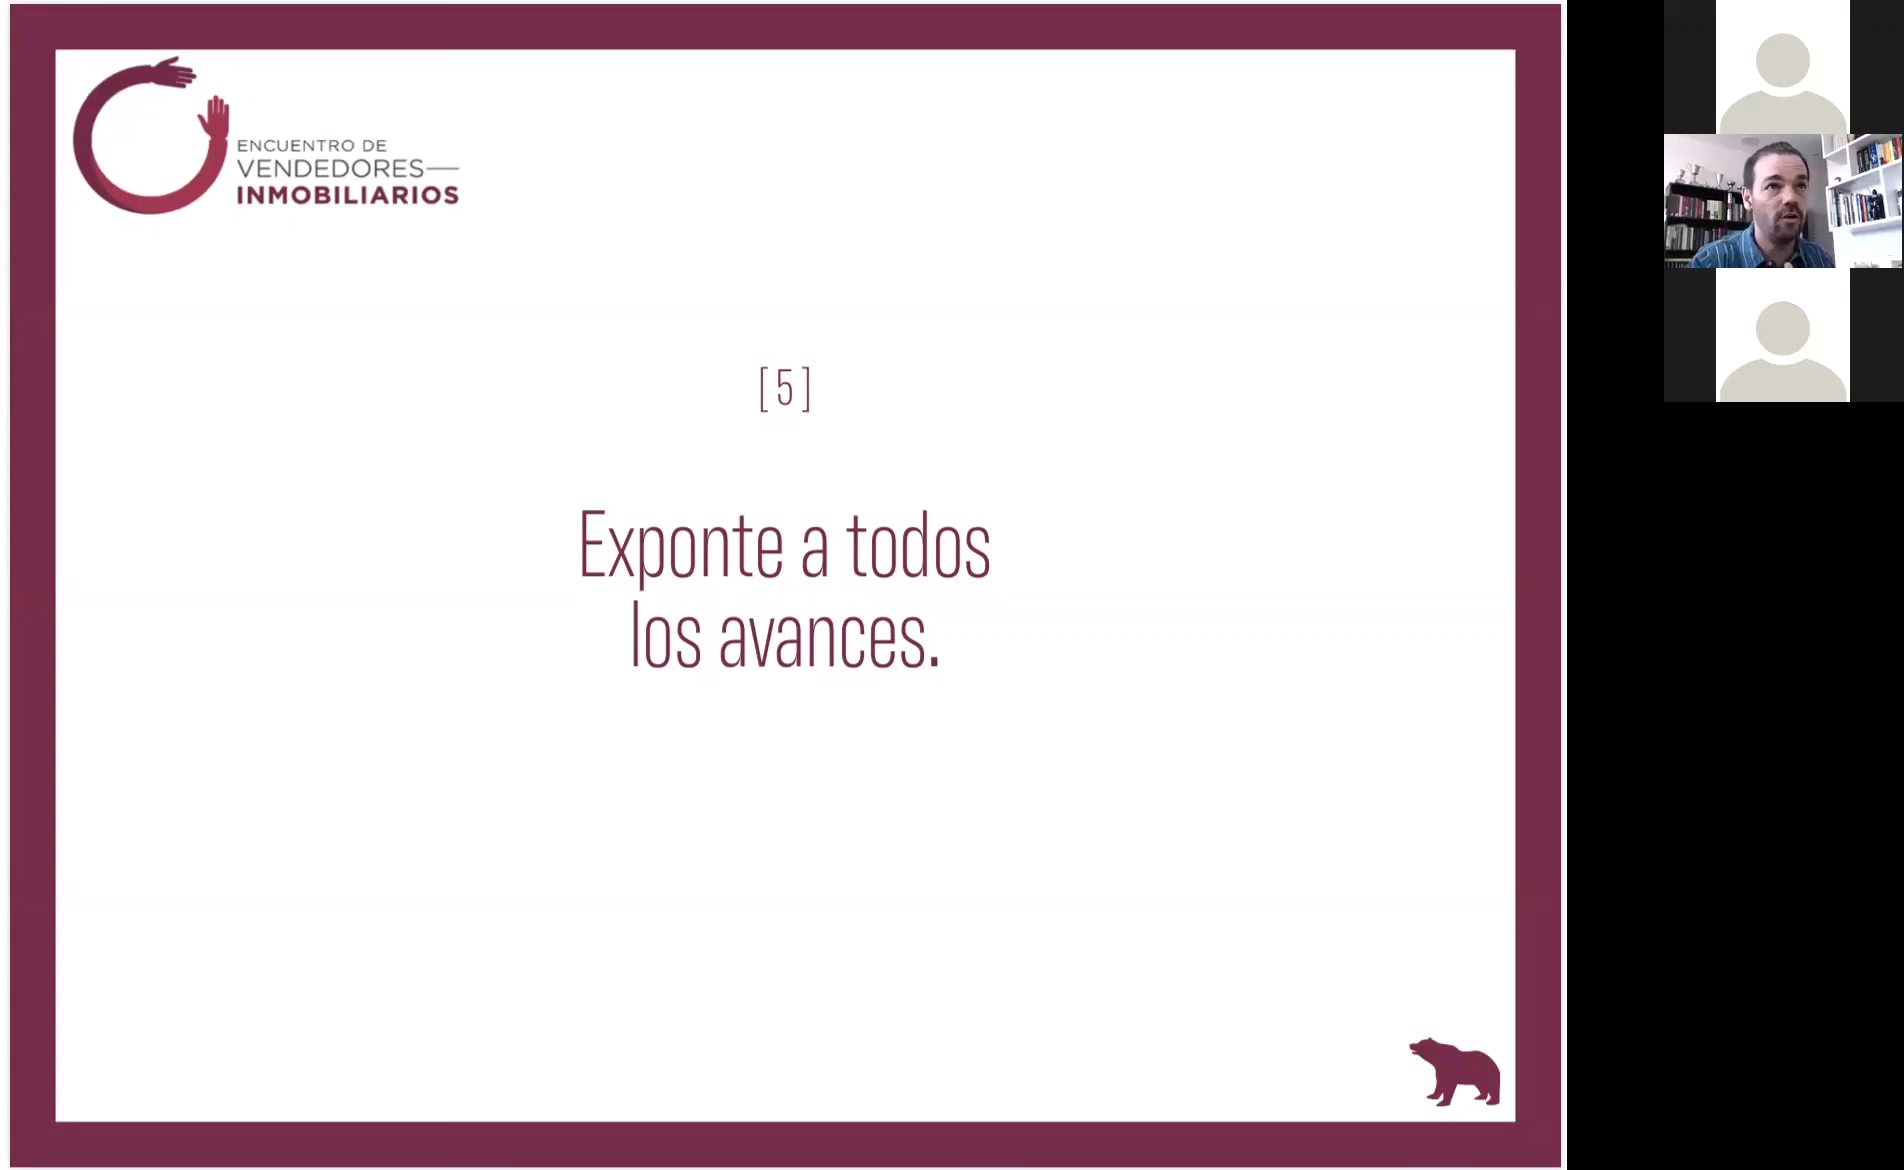 ENCUENTRO DE
VENDEDORES—
INMOBILIARIOS
[ 5 ]
Exponte a todos
los avances.